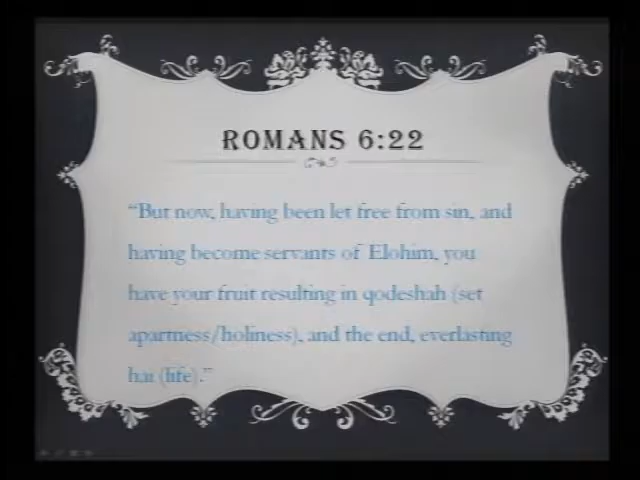 ROMANS 6:22
“But now, having been let free from sin, and
having become servants of Elohim, you
have your fruit resulting in qodeshah (set
apartness/holiness), and the end, everlasting
hai (life).”